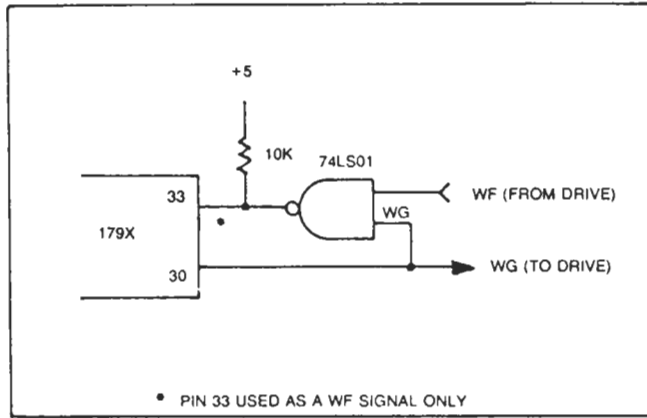 +5
10K
74LS01
33
WF (FROM DRIVE)
WG
179X
30
WG (TO DRIVE)
• PIN 33 USED AS A WF SIGNAL ONLY